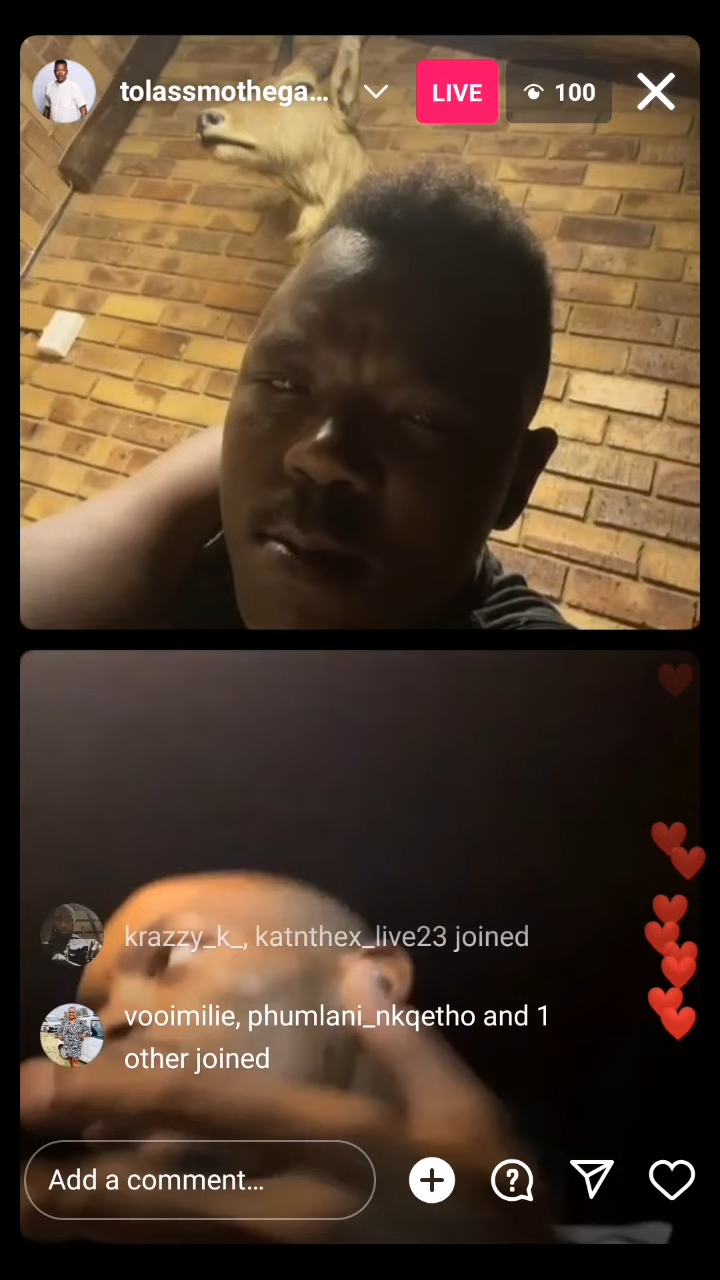 tolassmothega...
LIVE
100
krazzy_k_, katnthex_live23 joined
vooimilie, phumlani_nkqetho and 1
other joined
Add a comment...